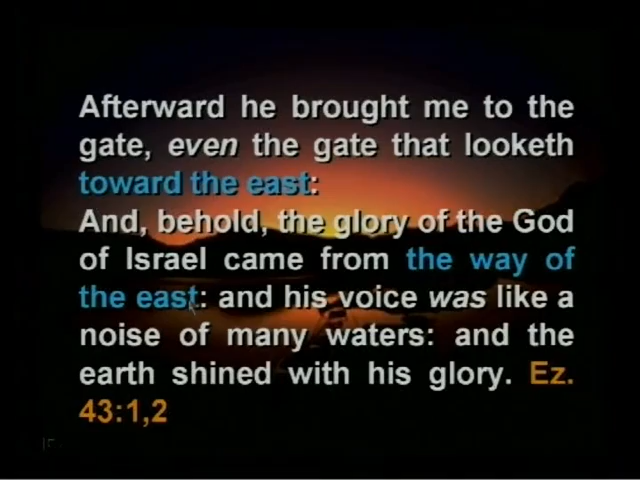 Afterward he brought me to the
gate, even the gate that looketh
toward the east:
And, behold, the glory of the God
of Israel came from the way of
the east: and his voice was like a
noise of many waters: and the
earth shined with his glory. Ez.
43:1,2